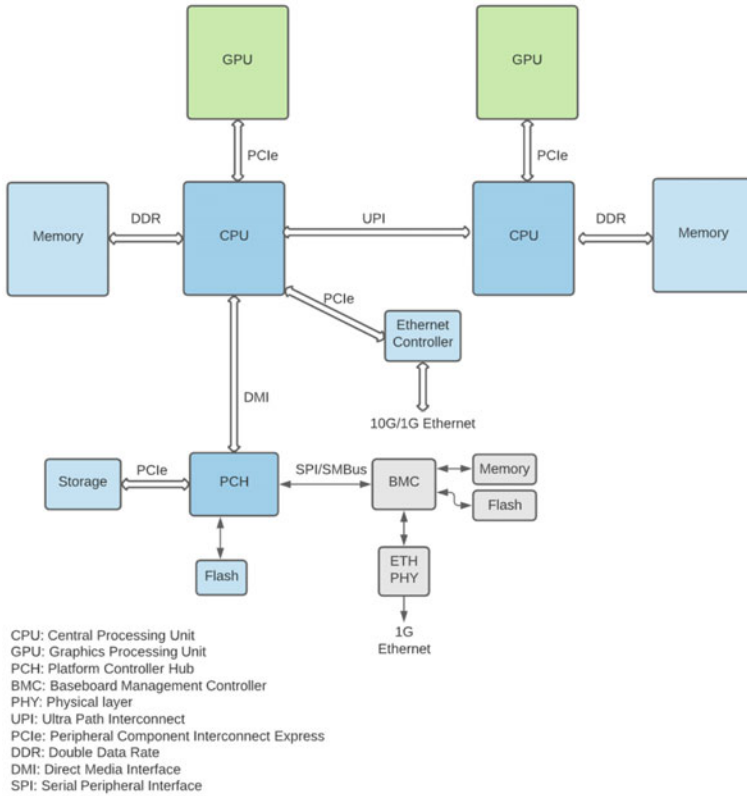 GPU
GPU
PCIe
PCIe
Memory
DDR
CPU
UPI
CPU
DDR
Memory
PCIe
Ethernet
Controller
DMI
10G/1G Ethernet
Storage
PCIe
PCH
SPI/SMBus
BMC
Memory
Flash
Flash
ETH
PHY
1G
Ethernet
CPU: Central Processing Unit
GPU: Graphics Processing Unit
PCH: Platform Controller Hub
BMC: Baseboard Management Controller
PHY: Physical layer
UPI: Ultra Path Interconnect
PCIe: Peripheral Component Interconnect Express
DDR: Double Data Rate
DMI: Direct Media Interface
SPI: Serial Peripheral Interface